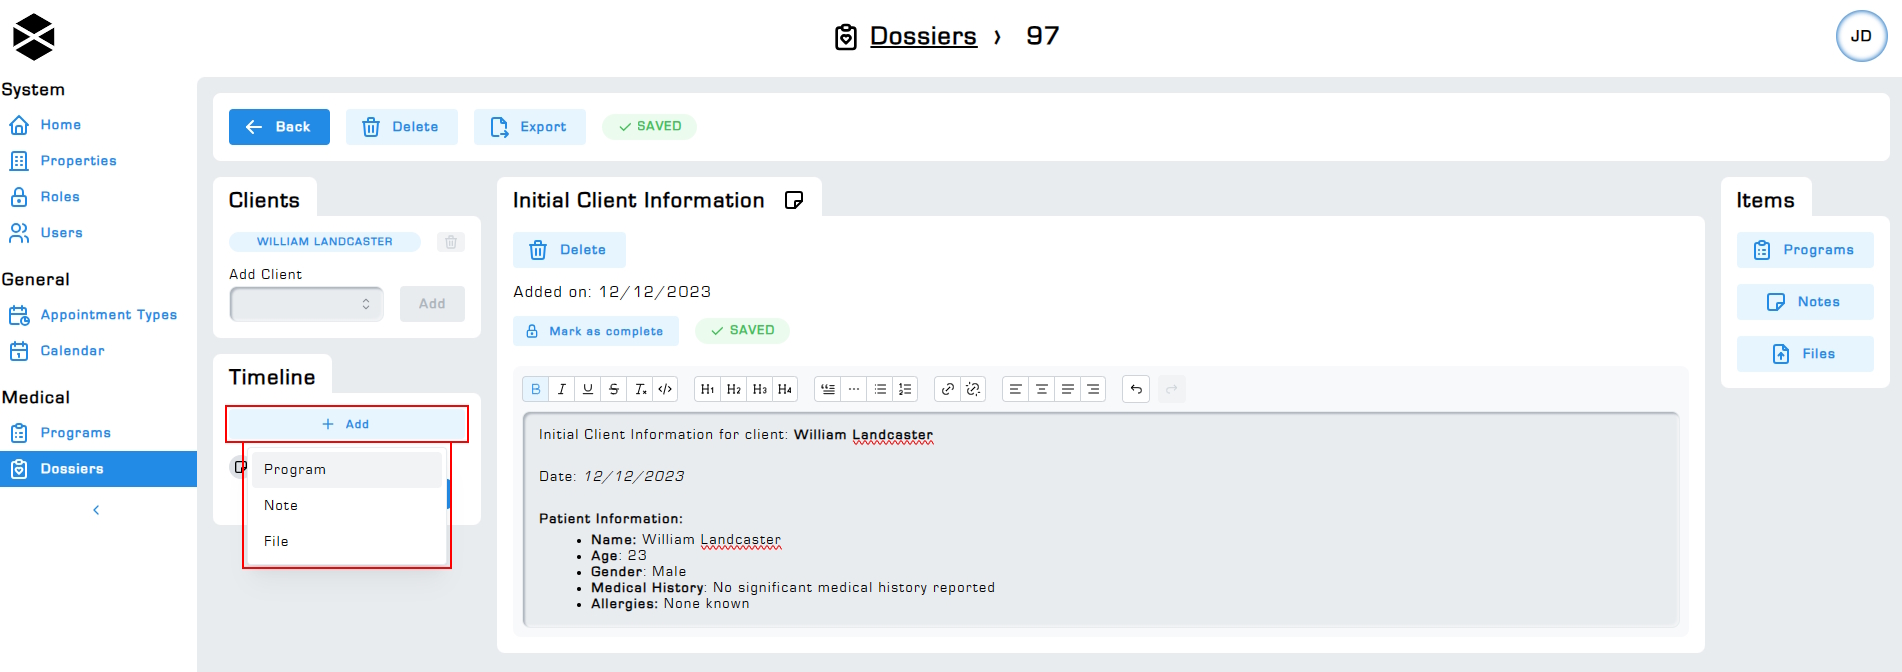 Dossiers › 97
JD
System
Home
Properties
Roles
Users
General
Appointment Types
Calendar
Medical
Programs
Dossiers
Back
Delete
Export
SAVED
Clients
WILLIAM LANDCASTER
Add Client
Add
Timeline
+ Add
Program
Note
File
Initial Client Information
Delete
Added on: 12/12/2023
Mark as complete
SAVED
B I U S Tx </> H1 H2 H3 H4
Initial Client Information for client: William Landcaster
Date: 12/12/2023
Patient Information:
• Name: William Landcaster
• Age: 23
• Gender: Male
• Medical History: No significant medical history reported
• Allergies: None known
Items
Programs
Notes
Files